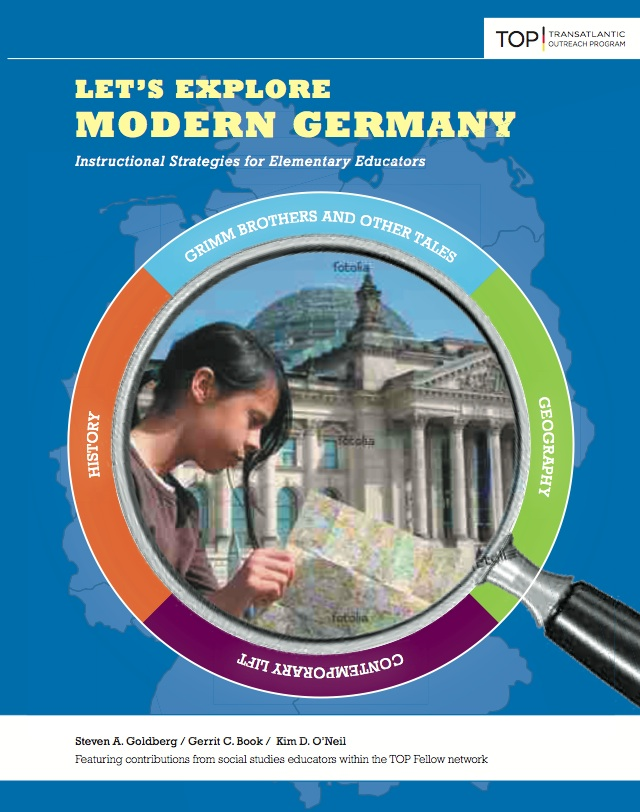 TOP TRANSATLANTIC
OUTREACH PROGRAM
LET'S EXPLORE
MODERN GERMANY
Instructional Strategies for Elementary Educators
GRIMM BROTHERS AND OTHER TALES
HISTORY
GEOGRAPHY
CONTEMPORARY LIFT
fotolia
fotolia
fotolia
fotolia
Steven A. Goldberg / Gerrit C. Book / Kim D. O'Neil
Featuring contributions from social studies educators within the TOP Fellow network